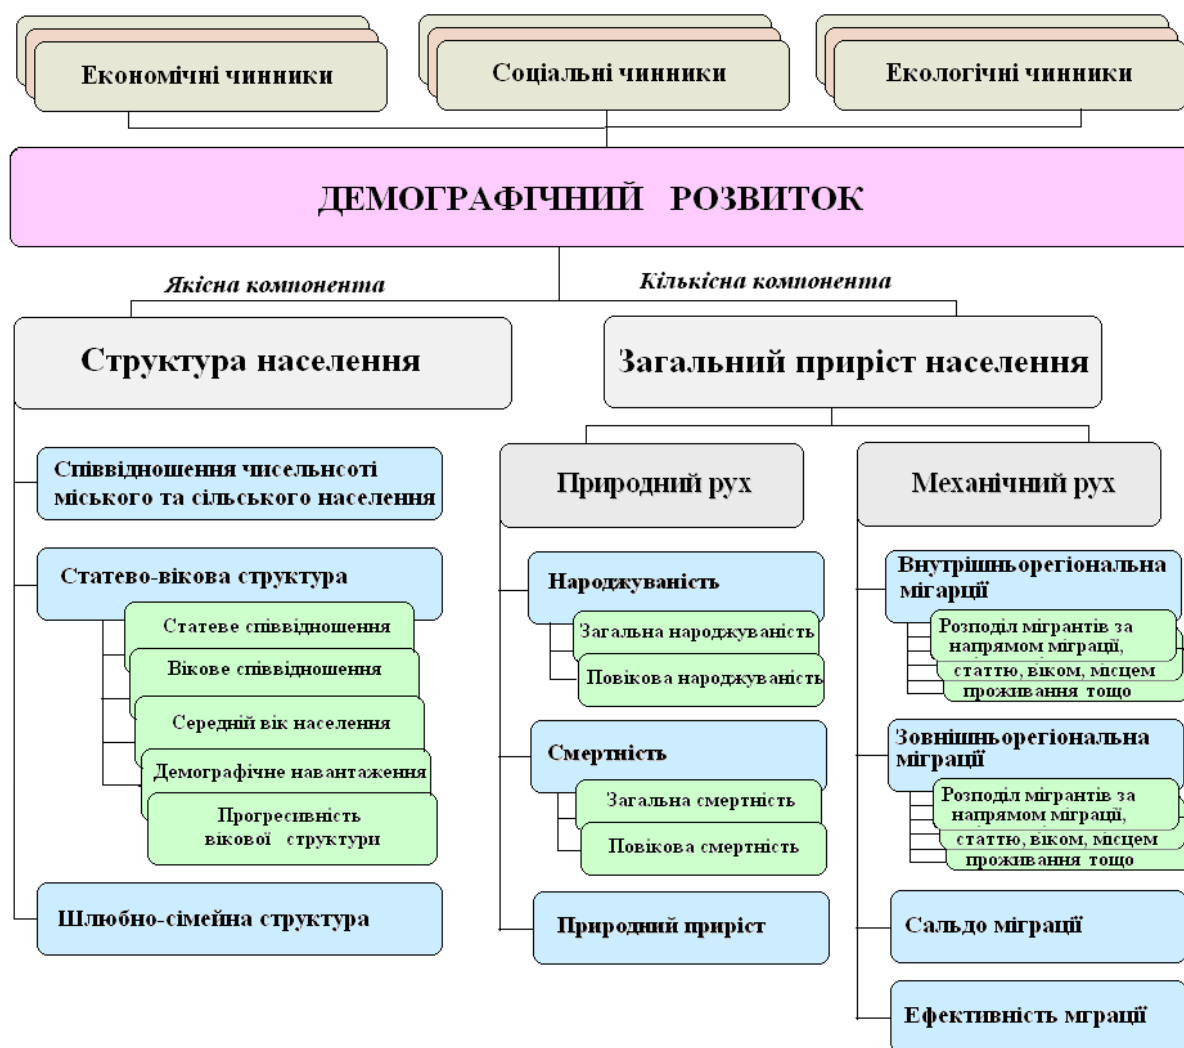 Економічні чинники
Соціальні чинники
Екологічні чинники
ДЕМОГРАФІЧНИЙ РОЗВИТОК
Якісна компонента
Кількісна компонента
Структура населення
Загальний приріст населення
Співвідношення чисельнсоті
міського та сільського населення
Статево-вікова структура
Статеве співвідношення
Вікове співвідношення
Середній вік населення
Демографічне навантаження
Прогресивність
вікової структури
Шлюбно-сімейна структура
Природний рух
Народжуваність
Загальна народжуваність
Повікова народжуваність
Смертність
Загальна смертність
Повікова смертність
Природний приріст
Механічний рух
Внутрішньорегіональна
мігарції
Розподіл мігрантів за
напрямом міграції,
статтю, віком, місцем
проживання тощо
Зовнішньорегіональна
міграції
Розподіл мігрантів за
напрямом міграції,
статтю, віком, місцем
проживання тощо
Сальдо міграції
Ефективність мграції